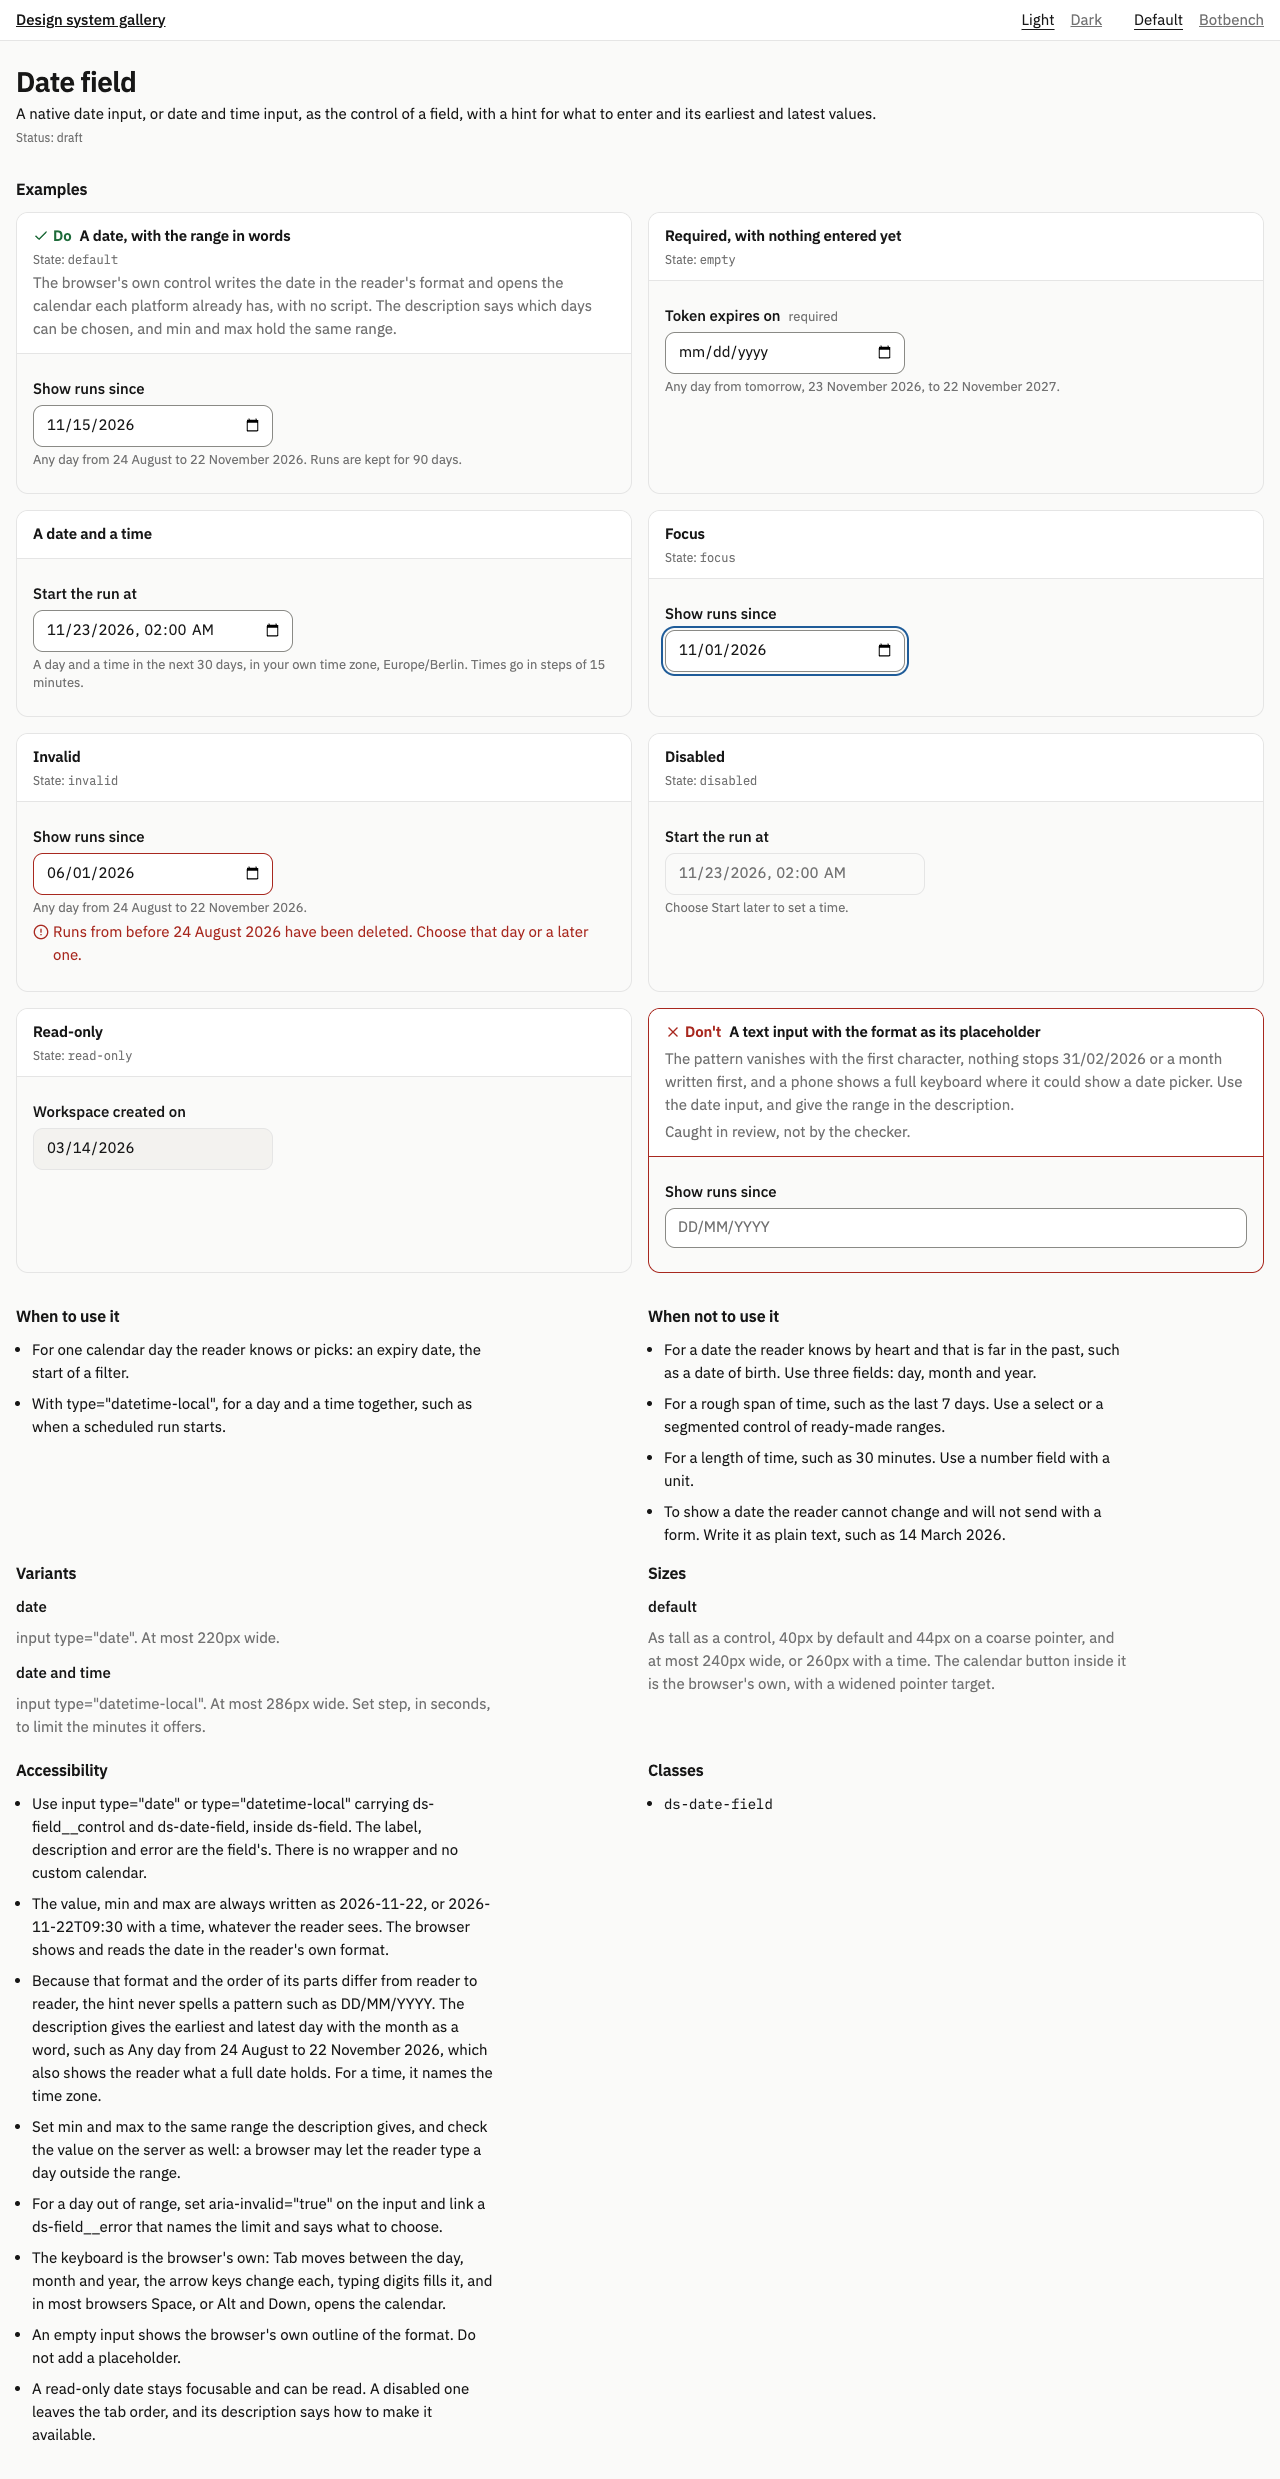 Design system gallery
Light Dark Default Botbench
Date field
A native date input, or date and time input, as the control of a field, with a hint for what to enter and its earliest and latest values.
Status: draft
Examples
Do A date, with the range in words
State: default
The browser's own control writes the date in the reader's format and opens the
calendar each platform already has, with no script. The description says which days
can be chosen, and min and max hold the same range.
Show runs since
11/15/2026
Any day from 24 August to 22 November 2026. Runs are kept for 90 days.
Required, with nothing entered yet
State: empty
Token expires on required
mm/dd/yyyy
Any day from tomorrow, 23 November 2026, to 22 November 2027.
A date and a time
Start the run at
11/23/2026, 02:00 AM
A day and a time in the next 30 days, in your own time zone, Europe/Berlin. Times go in steps of 15
minutes.
Focus
State: focus
Show runs since
11/01/2026
Invalid
State: invalid
Show runs since
06/01/2026
Any day from 24 August to 22 November 2026.
Runs from before 24 August 2026 have been deleted. Choose that day or a later
one.
Disabled
State: disabled
Start the run at
11/23/2026, 02:00 AM
Choose Start later to set a time.
Read-only
State: read-only
Workspace created on
03/14/2026
Don't A text input with the format as its placeholder
The pattern vanishes with the first character, nothing stops 31/02/2026 or a month
written first, and a phone shows a full keyboard where it could show a date picker. Use
the date input, and give the range in the description.
Caught in review, not by the checker.
Show runs since
DD/MM/YYYY
When to use it
• For one calendar day the reader knows or picks: an expiry date, the
start of a filter.
• With type="datetime-local", for a day and a time together, such as
when a scheduled run starts.
When not to use it
• For a date the reader knows by heart and that is far in the past, such
as a date of birth. Use three fields: day, month and year.
• For a rough span of time, such as the last 7 days. Use a select or a
segmented control of ready-made ranges.
• For a length of time, such as 30 minutes. Use a number field with a
unit.
• To show a date the reader cannot change and will not send with a
form. Write it as plain text, such as 14 March 2026.
Variants
date
input type="date". At most 220px wide.
date and time
input type="datetime-local". At most 286px wide. Set step, in seconds,
to limit the minutes it offers.
Sizes
default
As tall as a control, 40px by default and 44px on a coarse pointer, and
at most 240px wide, or 260px with a time. The calendar button inside it
is the browser's own, with a widened pointer target.
Accessibility
• Use input type="date" or type="datetime-local" carrying ds-
field__control and ds-date-field, inside ds-field. The label,
description and error are the field's. There is no wrapper and no
custom calendar.
• The value, min and max are always written as 2026-11-22, or 2026-
11-22T09:30 with a time, whatever the reader sees. The browser
shows and reads the date in the reader's own format.
• Because that format and the order of its parts differ from reader to
reader, the hint never spells a pattern such as DD/MM/YYYY. The
description gives the earliest and latest day with the month as a
word, such as Any day from 24 August to 22 November 2026, which
also shows the reader what a full date holds. For a time, it names the
time zone.
• Set min and max to the same range the description gives, and check
the value on the server as well: a browser may let the reader type a
day outside the range.
• For a day out of range, set aria-invalid="true" on the input and link a
ds-field__error that names the limit and says what to choose.
• The keyboard is the browser's own: Tab moves between the day,
month and year, the arrow keys change each, typing digits fills it, and
in most browsers Space, or Alt and Down, opens the calendar.
• An empty input shows the browser's own outline of the format. Do
not add a placeholder.
• A read-only date stays focusable and can be read. A disabled one
leaves the tab order, and its description says how to make it
available.
Classes
• ds-date-field